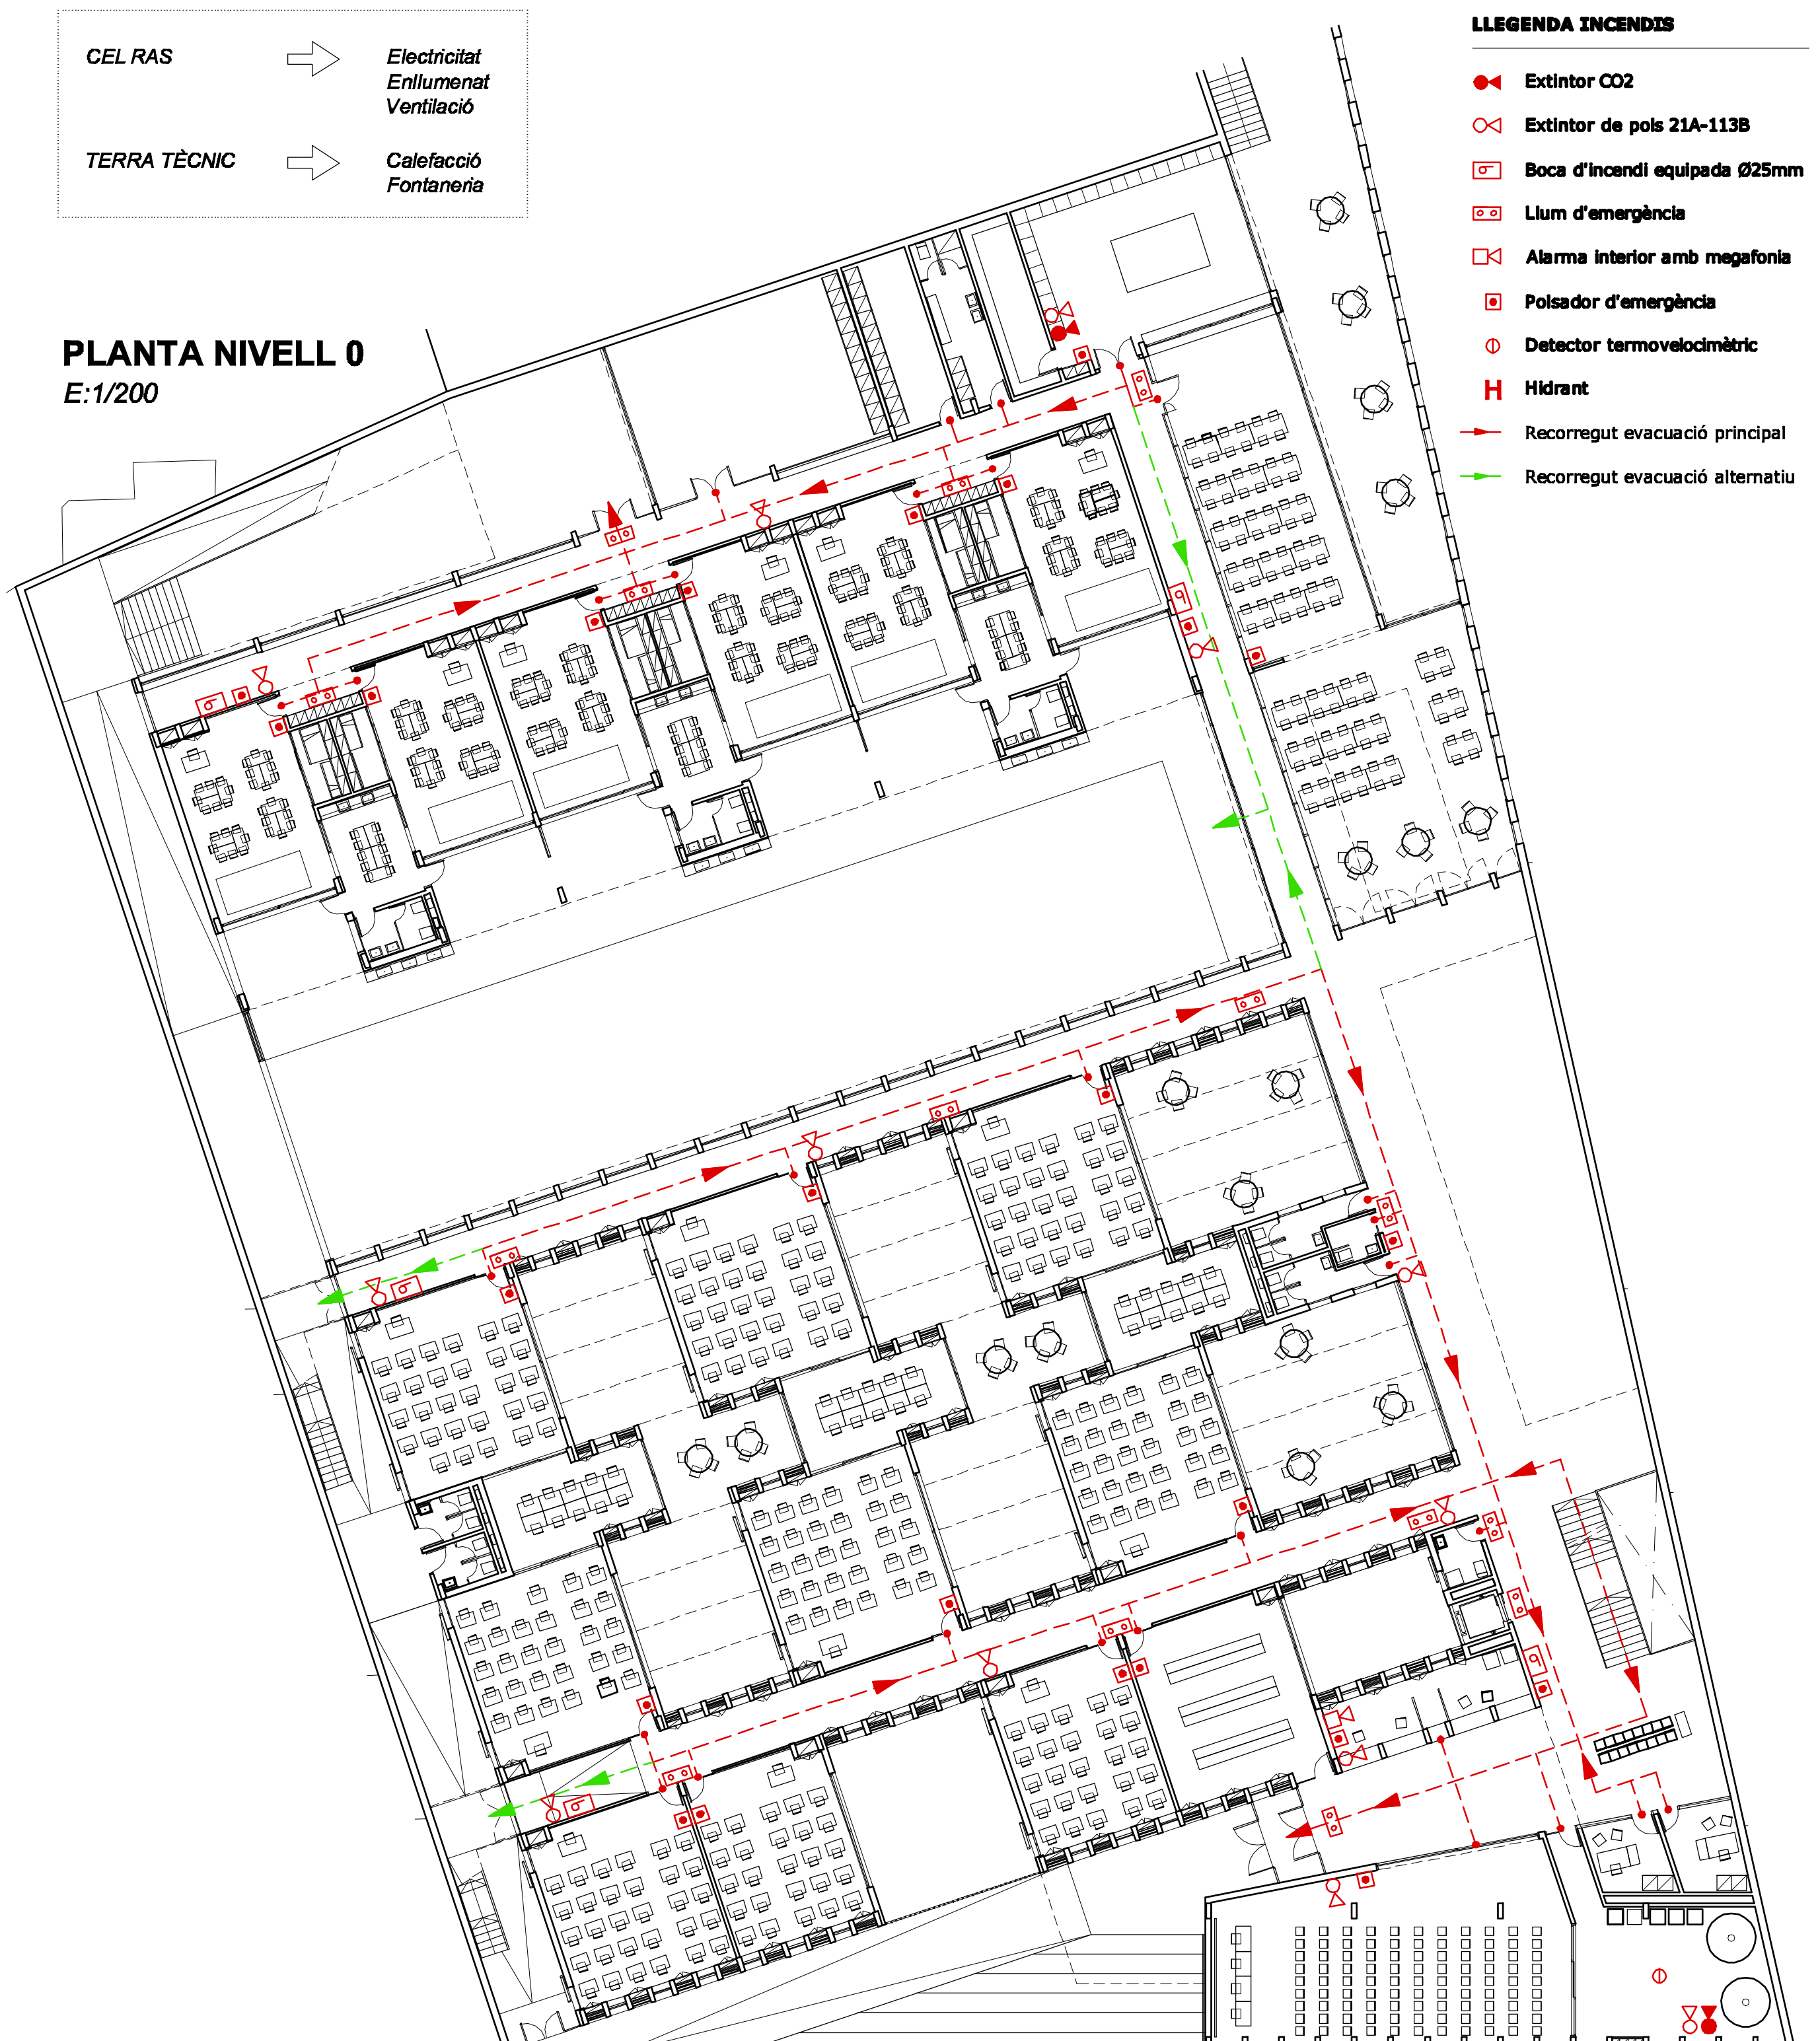 CEL RAS
Electricitat
Enllumenat
Ventilació
TERRA TÈCNIC
Calefacció
Fontaneria
PLANTA NIVELL 0
E:1/200
LLEGENDA INCENDIS
Extintor CO2
Extintor de pols 21A-113B
Boca d'incendi equipada Ø25mm
Llum d'emergència
Alarma interior amb megafonia
Polsador d'emergència
Detector termovelocimètric
H Hidrant
Recorregut evacuació principal
Recorregut evacuació alternatiu